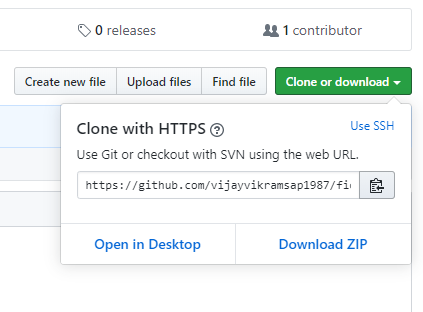 0 releases
1 contributor
Create new file
Upload files
Find file
Clone or download
Clone with HTTPS
Use SSH
Use Git or checkout with SVN using the web URL.
https://github.com/vijayvikramsap1987/fi
Open in Desktop
Download ZIP